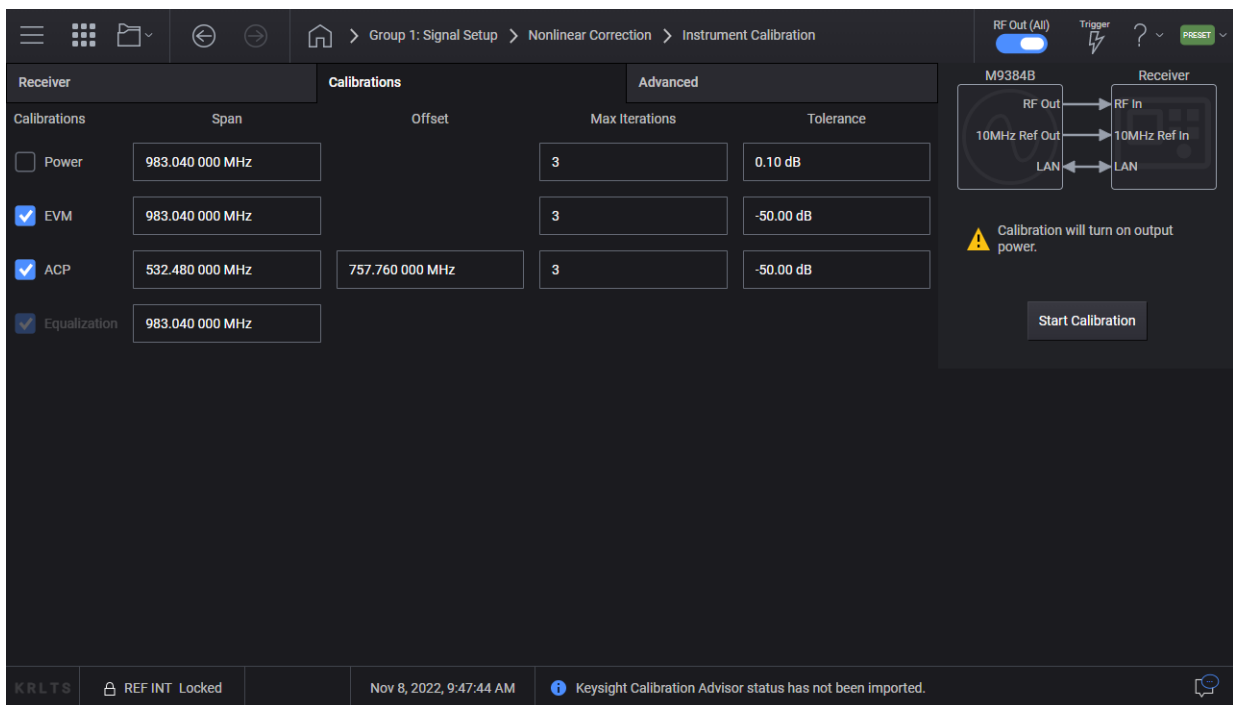 Group 1: Signal Setup > Nonlinear Correction > Instrument Calibration
RF Out (All)
Trigger
?
PRESET
Receiver
Calibrations
Advanced
Calibrations
Span
Offset
Max Iterations
Tolerance
Power
983.040 000 MHz
3
0.10 dB
EVM
983.040 000 MHz
3
-50.00 dB
ACP
532.480 000 MHz
757.760 000 MHz
3
-50.00 dB
Equalization
983.040 000 MHz
M9384B
Receiver
RF Out
RF In
10MHz Ref Out
10MHz Ref In
LAN
LAN
Calibration will turn on output
power.
Start Calibration
KRLTS
REF INT Locked
Nov 8, 2022, 9:47:44 AM
Keysight Calibration Advisor status has not been imported.